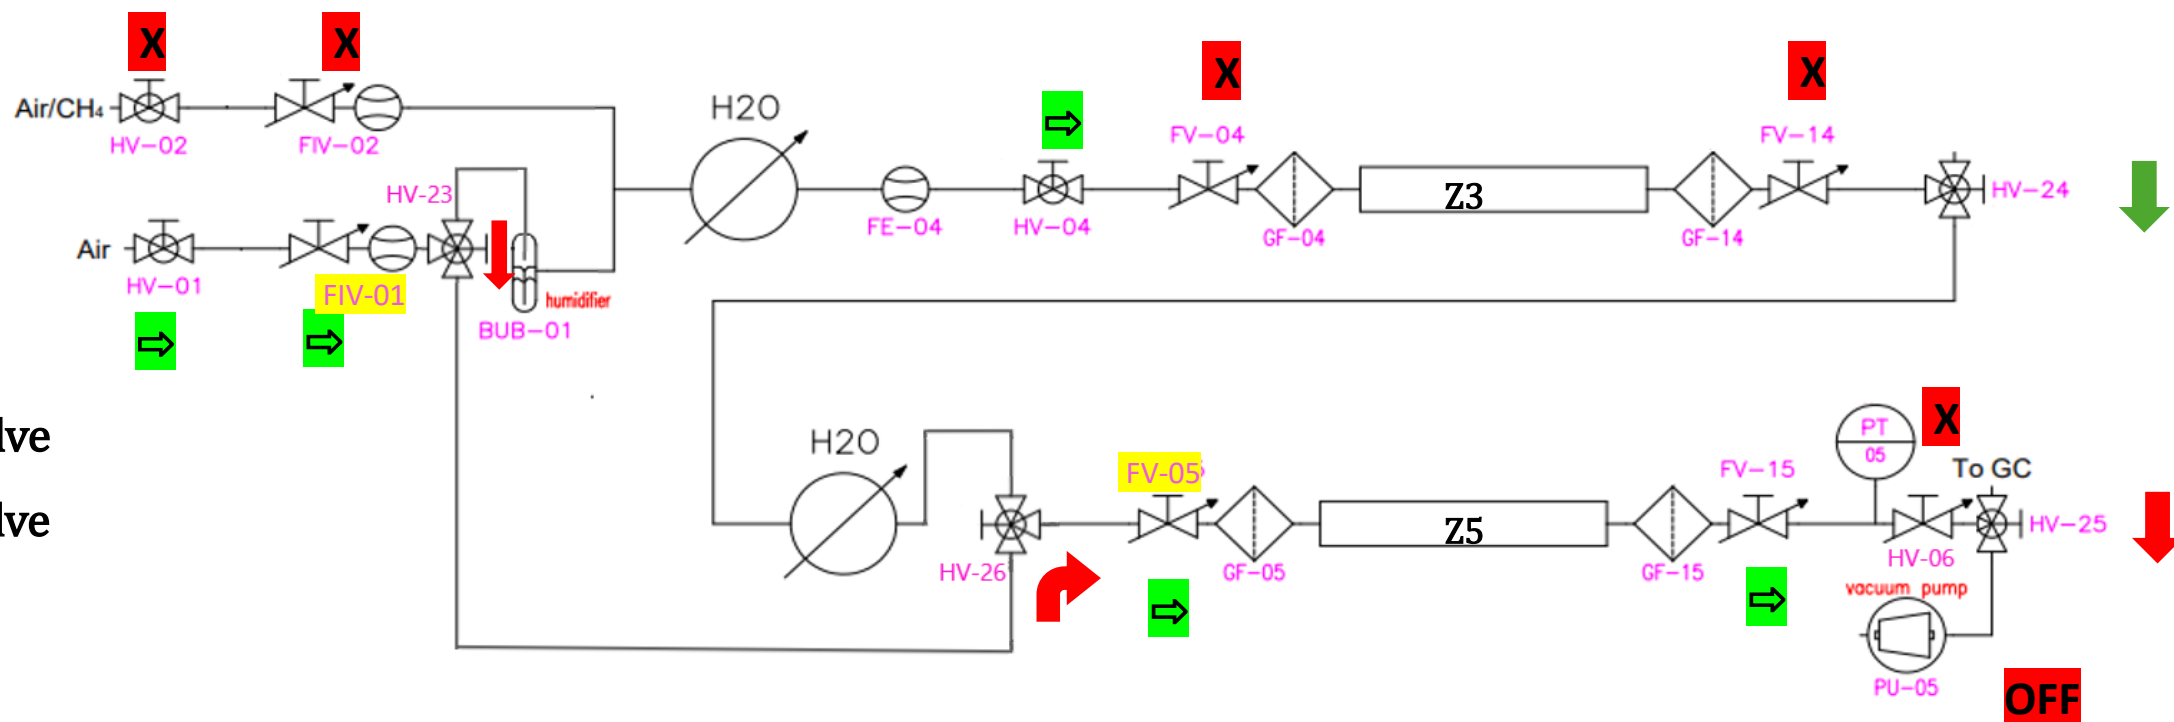 X X
X X
Air/CH₄
HV-02
FIV-02
H2O
FV-04
FV-14
HV-23
FE-04
HV-04
GF-04
Z3
GF-14
HV-24
Air
HV-01
FIV-01
humidifier
BUB-01
lve
lve
X
PT
05
To GC
H2O
FV-05
FV-15
HV-26
GF-05
Z5
GF-15
HV-06
HV-25
vacuum pump
PU-05
OFF